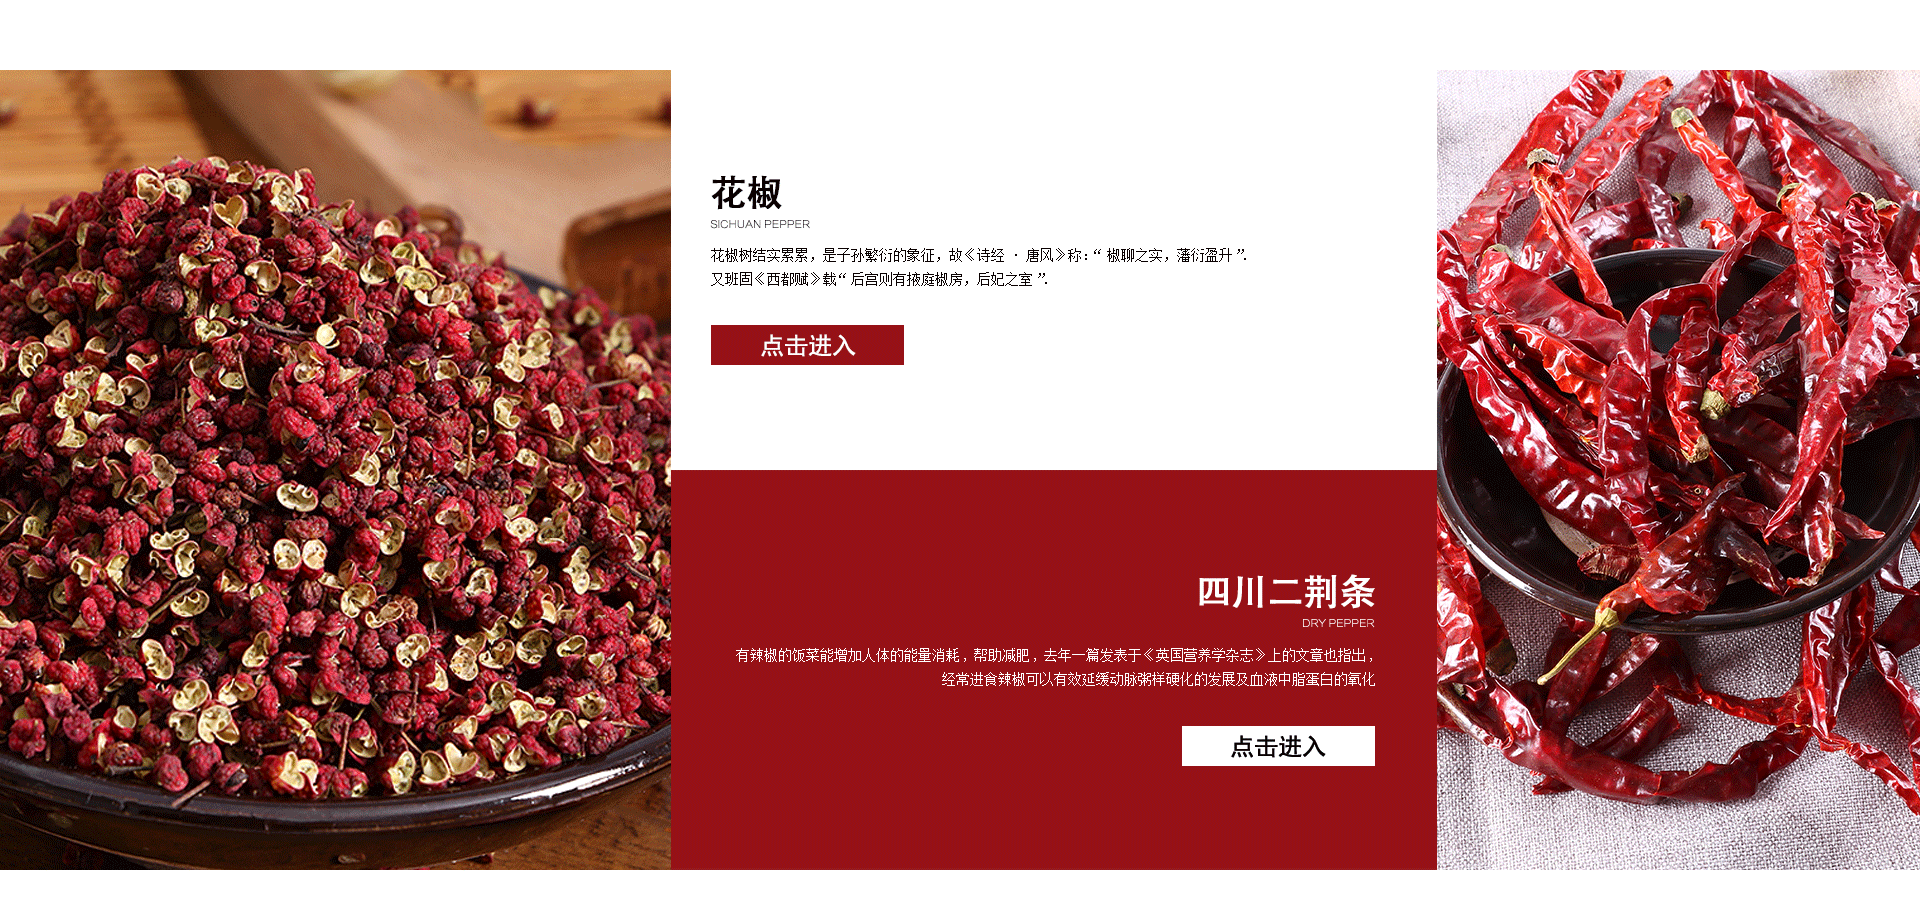 花椒
SICHUAN PEPPER
花椒树结实累累，是子孙繁衍的象征，故《诗经 · 唐风》称：“ 椒聊之实，藩衍盈升 ”.
又班固《西都赋》载“ 后宫则有掖庭椒房，后妃之室 ”.
点击进入
四川二荆条
DRY PEPPER
有辣椒的饭菜能增加人体的能量消耗，帮助减肥，去年一篇发表于《英国营养学杂志》上的文章也指出，
经常进食辣椒可以有效延缓动脉粥样硬化的发展及血液中脂蛋白的氧化
点击进入